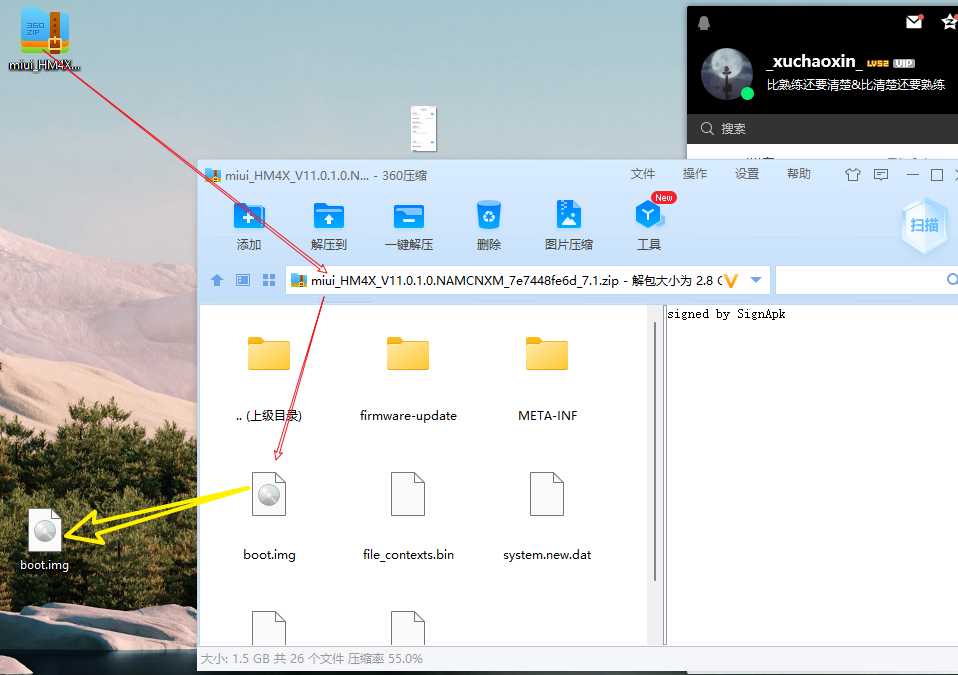 360
ZIP
miui_HM4X...
_xuchaoxin_ LV52 VIP
比熟练还要清楚&比清楚还要熟练
搜索
miui_HM4X_V11.0.1.0.N... - 360压缩
文件 操作 设置 帮助
New
添加 解压到 一键解压 删除 图片压缩 工具
扫描
miui_HM4X_V11.0.1.0.NAMCNXM_7e7448fe6d_7.1.zip - 解包大小为 2.8 G
signed by SignApk
.. (上级目录) firmware-update META-INF
boot.img file_contexts.bin system.new.dat
boot.img
大小: 1.5 GB 共 26 个文件 压缩率 55.0%